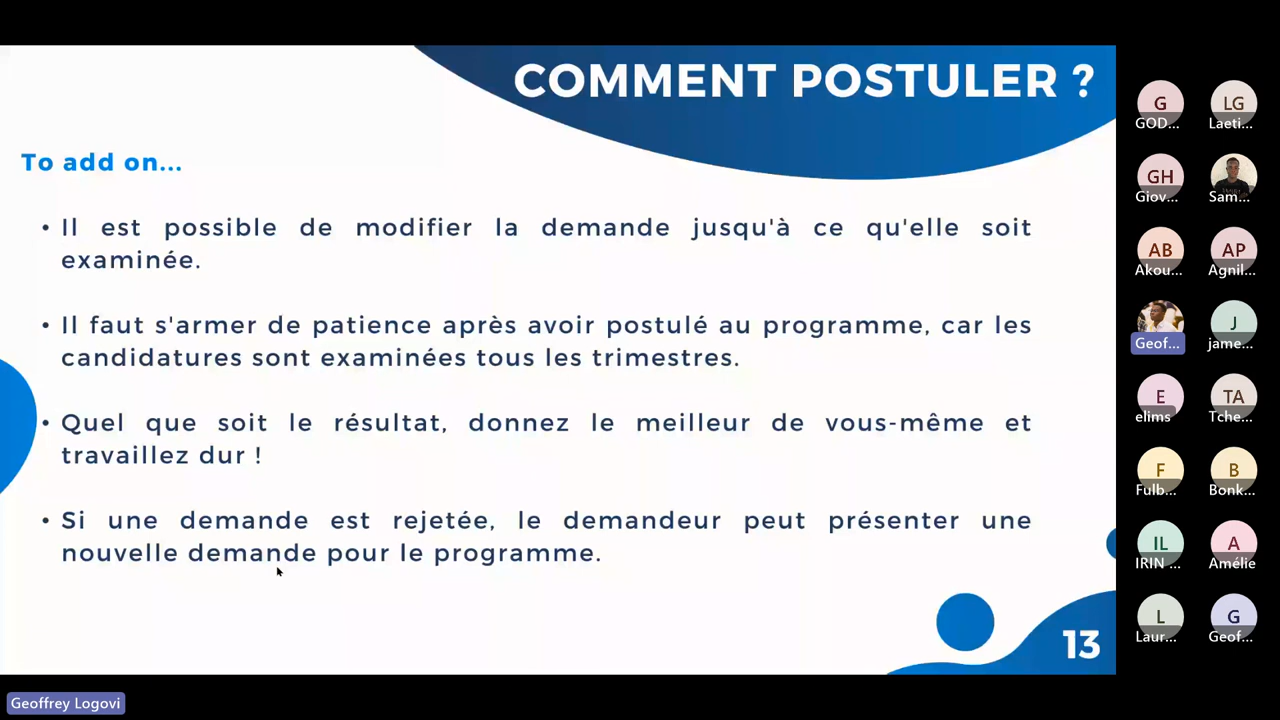 COMMENT POSTULER ?
To add on...
• Il est possible de modifier la demande jusqu'à ce qu'elle soit
examinée.
• Il faut s'armer de patience après avoir postulé au programme, car les
candidatures sont examinées tous les trimestres.
• Quel que soit le résultat, donnez le meilleur de vous-même et
travaillez dur !
• Si une demande est rejetée, le demandeur peut présenter une
nouvelle demande pour le programme.
13
G
GOD...
LG
Laeti...
GH
Giov...
Sam...
AB
Akou...
AP
Agnil...
Geof...
J
jame...
E
elims
TA
Tche...
F
Fulb...
B
Bonk...
IL
IRIN ...
A
Amélie
L
Laur...
G
Geof...
Geoffrey Logovi